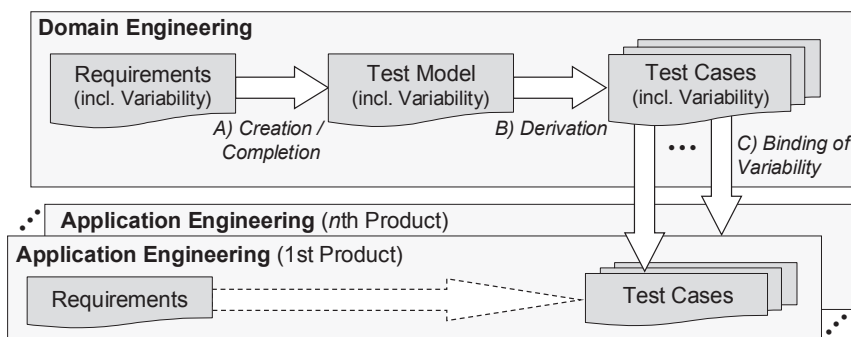 Domain Engineering
Requirements
(incl. Variability)
Test Model
(incl. Variability)
Test Cases
(incl. Variability)
A) Creation /
Completion
B) Derivation
C) Binding of
Variability
Application Engineering (nth Product)
Application Engineering (1st Product)
Requirements
Test Cases